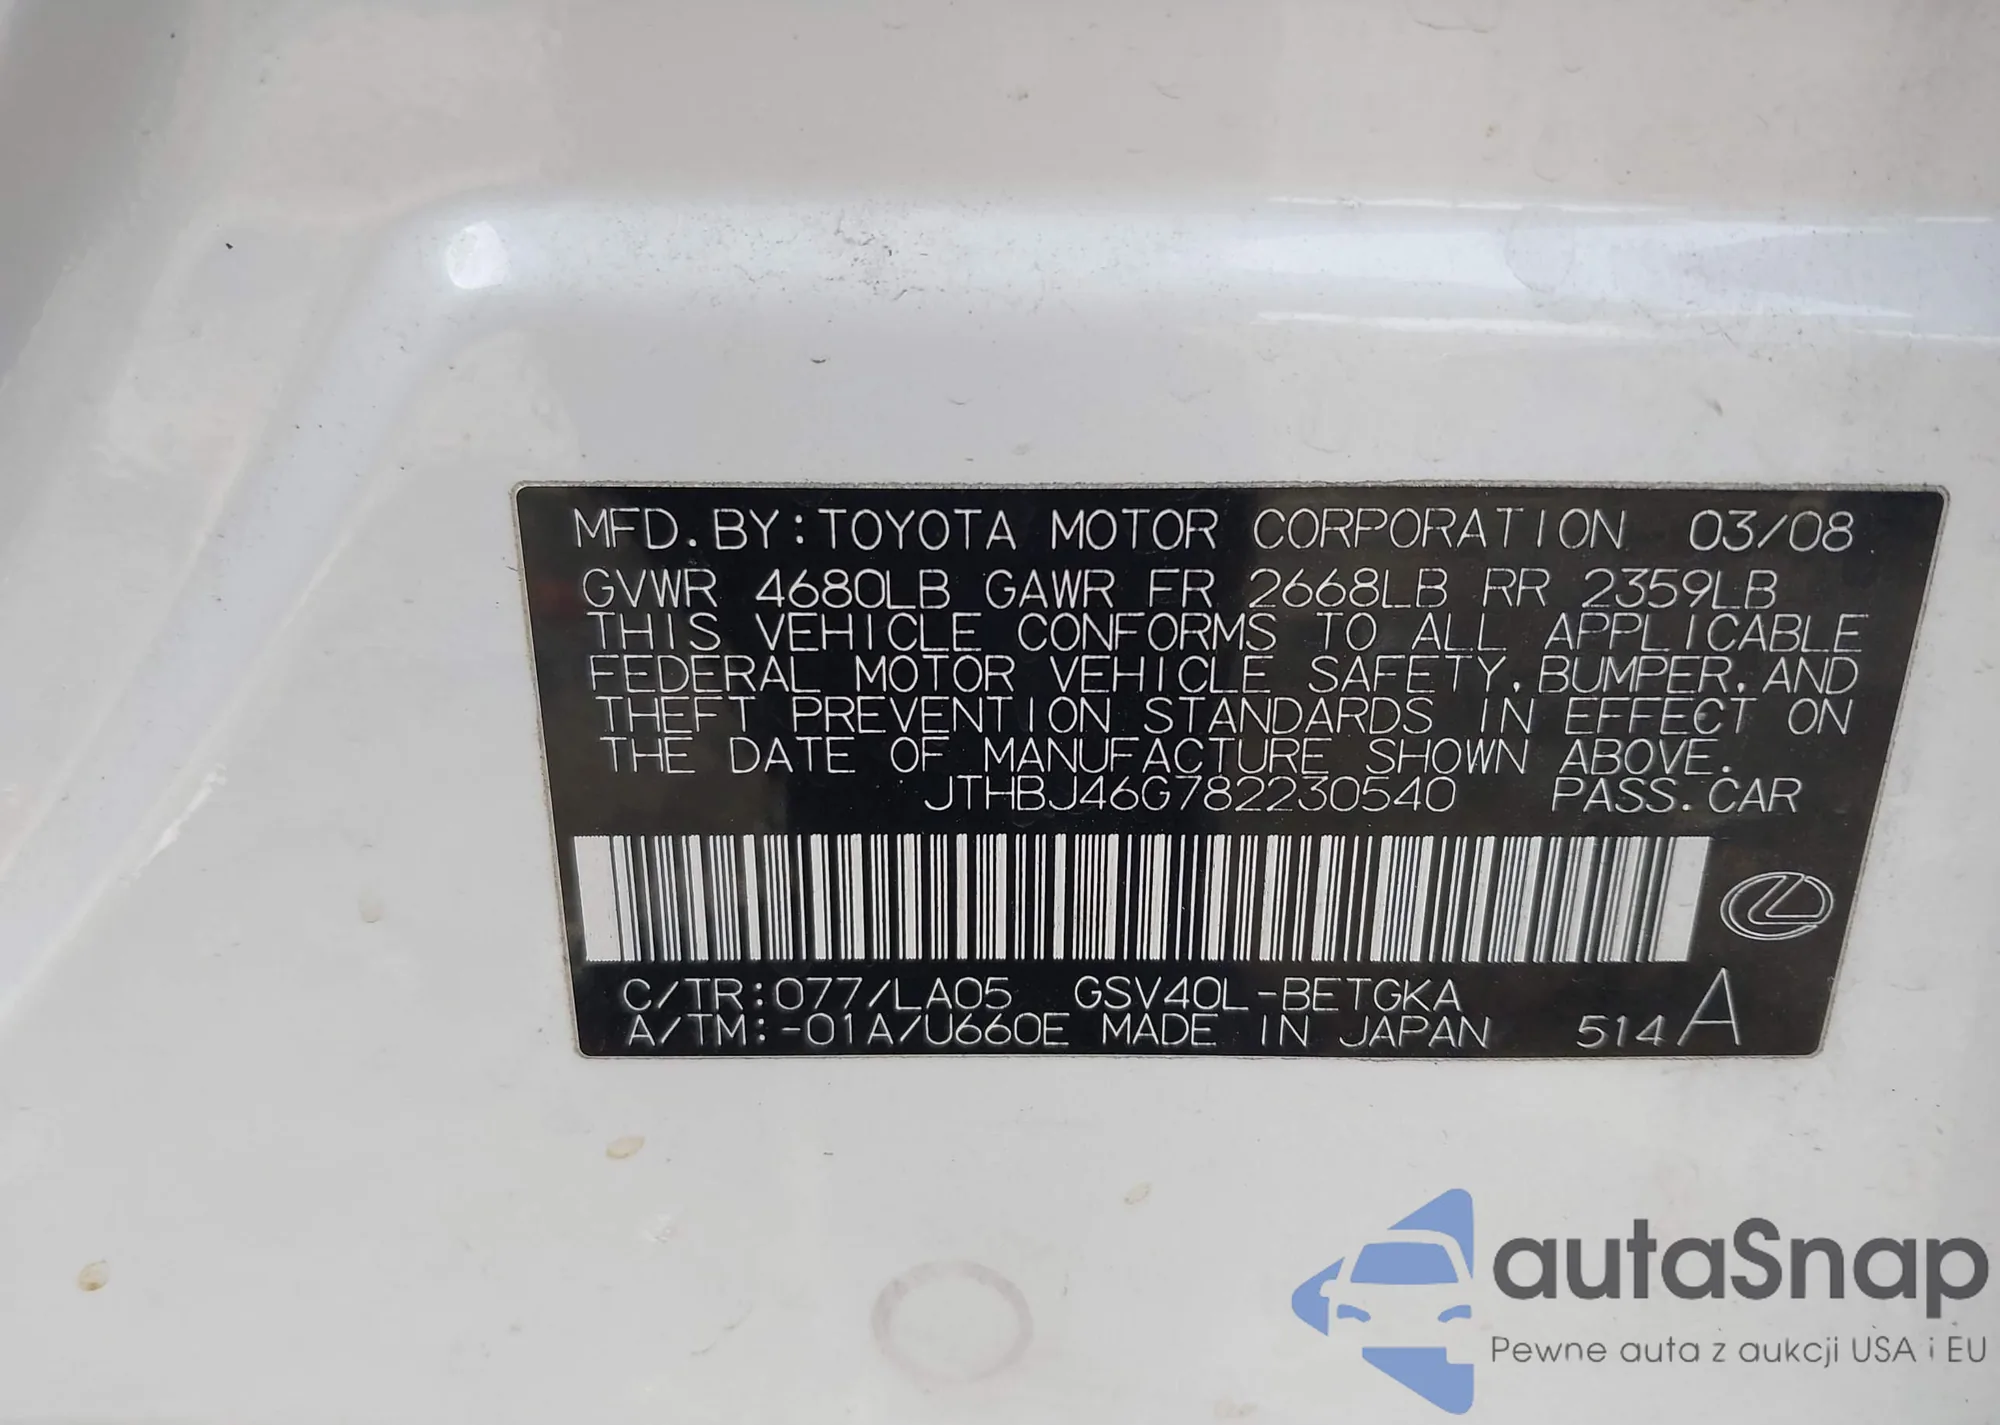 MFD. BY: TOYOTA MOTOR CORPORATION 03/08
GVWR 4680LB GAWR FR 2668LB RR 2359LB
THIS VEHICLE CONFORMS TO ALL APPLICABLE
FEDERAL MOTOR VEHICLE SAFETY, BUMPER, AND
THEFT PREVENTION STANDARDS IN EFFECT ON
THE DATE OF MANUFACTURE SHOWN ABOVE.
JTHBJ46G782230540 PASS. CAR
C/TR: 077/LA05 GSV40L-BETGKA
A/TM: -01A/U660E MADE IN JAPAN 514 A
autaSnap
Pewne auta z aukcji USA i EU